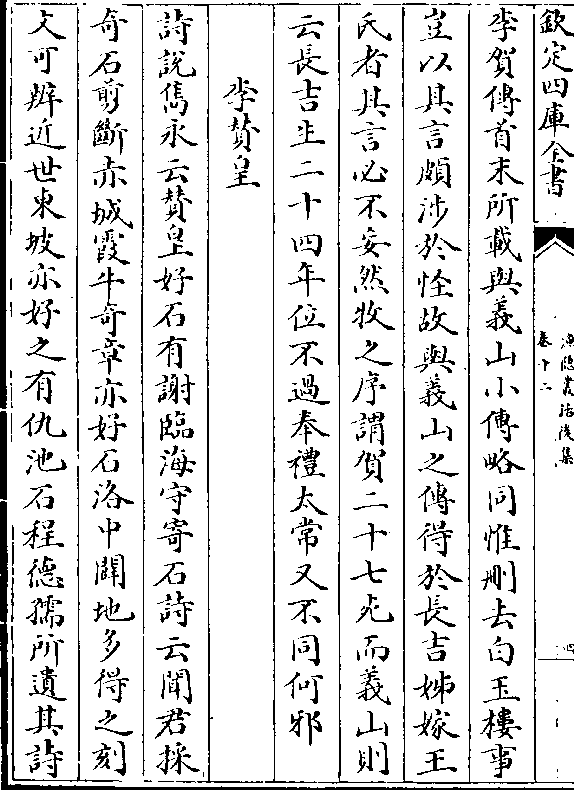 欽定四庫全書
漁隱叢話後集
卷十二
四
李賀傳首末所載與義山小傳略同惟刪去白玉樓事
豈以其言頗涉於怪故與義山之傳得於長吉姊嫁王
氏者其言必不妄然牧之序謂賀二十七死而義山則
云長吉生二十四年位不過奉禮太常又不同何邪
李贊皇
詩說雋永云贊皇好石有謝臨海守寄石詩云聞君採
奇石剪斷赤城霞牛奇章亦好石洛中闢地多得之刻
文可辨近世東坡亦好之有仇池石程德孺所遺其詩